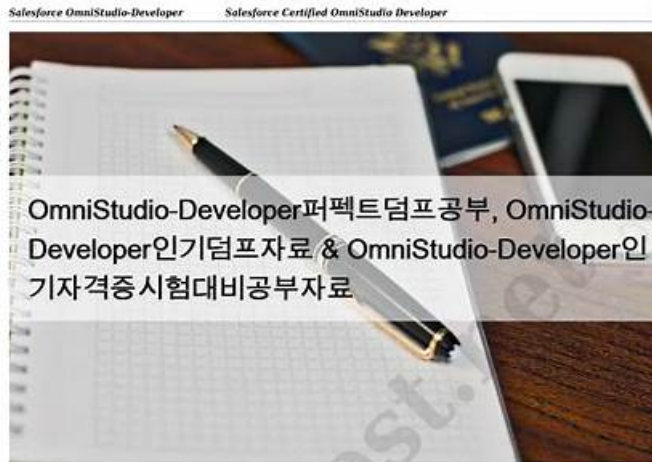 Salesforce OmniStudio-Developer Salesforce Certified OmniStudio Developer
OmniStudio-Developer퍼펙트덤프공부, OmniStudio-
Developer인기덤프자료 & OmniStudio-Developer인
기자격증시험대비공부자료